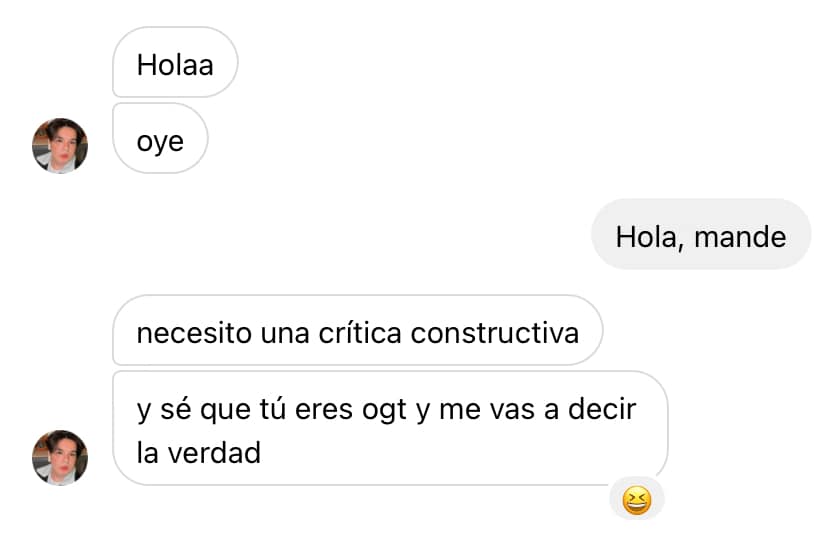 Holaa
oye
Hola, mande
necesito una crítica constructiva
y sé que tú eres ogt y me vas a decir
la verdad